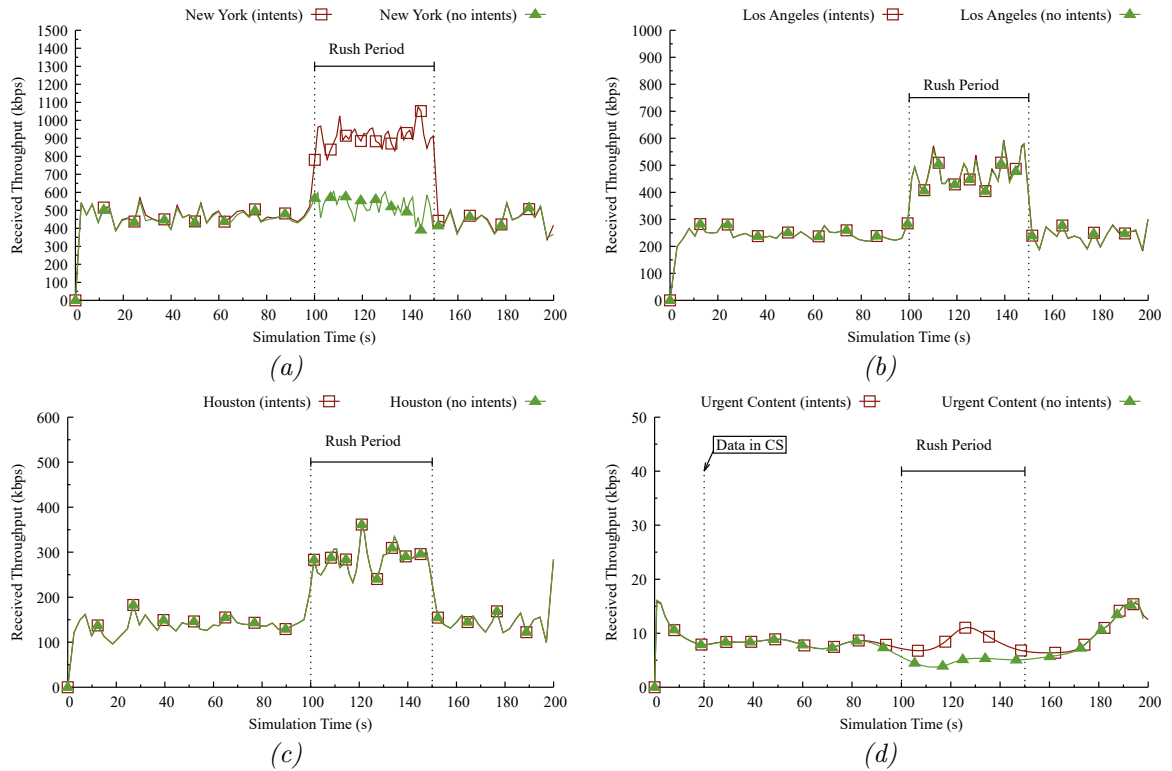 New York (intents) New York (no intents)
1500
1400
1300
1200
1100
1000
900
800
700
600
500
400
300
200
100
0
Received Throughput (kbps)
Rush Period
0 20 40 60 80 100 120 140 160 180 200
Simulation Time (s)
(a)
Los Angeles (intents) Los Angeles (no intents)
1000
900
800
700
600
500
400
300
200
100
0
Received Throughput (kbps)
Rush Period
0 20 40 60 80 100 120 140 160 180 200
Simulation Time (s)
(b)
Houston (intents) Houston (no intents)
600
500
400
300
200
100
0
Received Throughput (kbps)
Rush Period
0 20 40 60 80 100 120 140 160 180 200
Simulation Time (s)
(c)
Urgent Content (intents) Urgent Content (no intents)
50
40
30
20
10
0
Received Throughput (kbps)
Data in CS
Rush Period
0 20 40 60 80 100 120 140 160 180 200
Simulation Time (s)
(d)